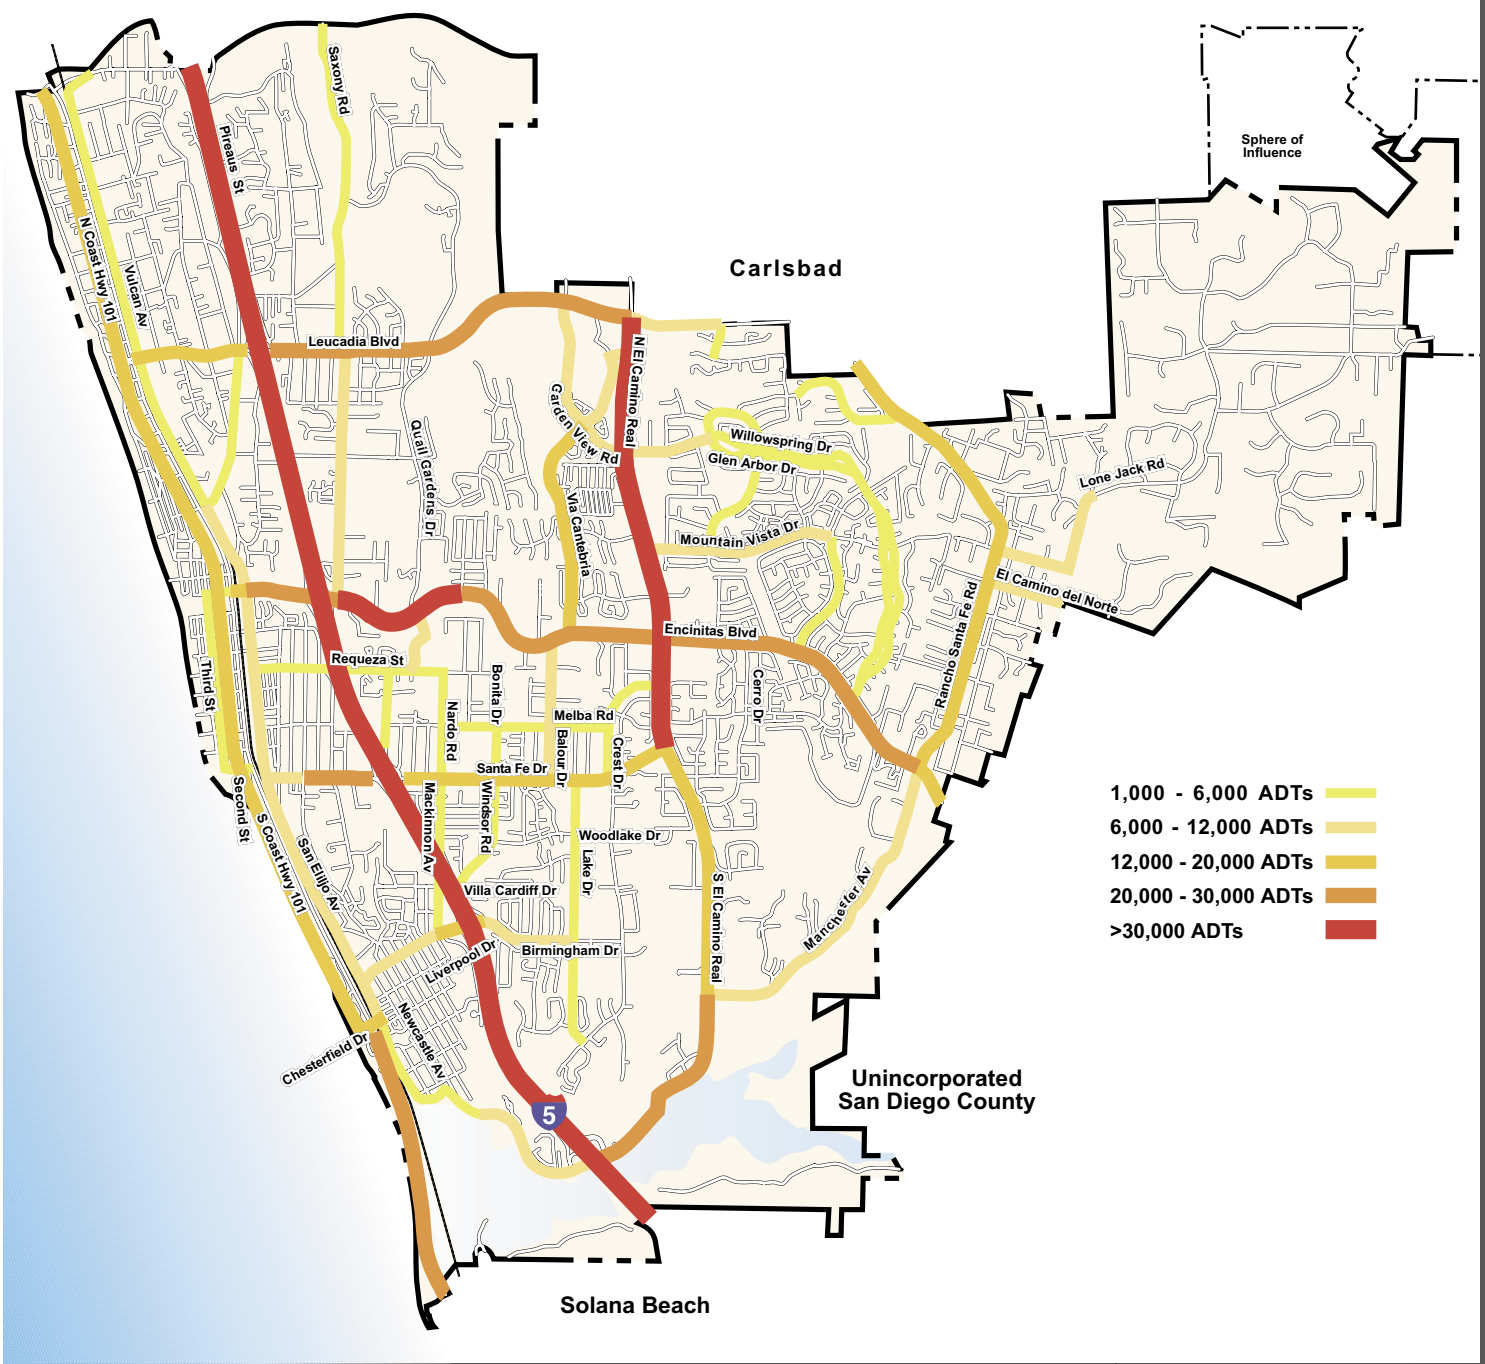 Saxony Rd
Piraeus St
Sphere of
Influence
N Coast Hwy 101
Vulcan Av
Carlsbad
Leucadia Blvd
N El Camino Real
Garden View Rd
Quail Gardens Dr
Willowspring Dr
Glen Arbor Dr
Lone Jack Rd
Via Cantebria
Mountain Vista Dr
El Camino del Norte
Rancho Santa Fe Rd
Encinitas Blvd
Requeza St
Third St
Bonita Dr
Cerro Dr
Nardo Rd
Melba Rd
Balour Dr
Crest Dr
Santa Fe Dr
Second St
Mackinnon Av
Windsor Rd
1,000 - 6,000 ADTs
6,000 - 12,000 ADTs
12,000 - 20,000 ADTs
20,000 - 30,000 ADTs
>30,000 ADTs
S Coast Hwy 101
San Elijo Av
Woodlake Dr
Lake Dr
Villa Cardiff Dr
S El Camino Real
Manchester Av
Liverpool Dr
Birmingham Dr
Newcastle Av
Chesterfield Dr
5
Unincorporated
San Diego County
Solana Beach